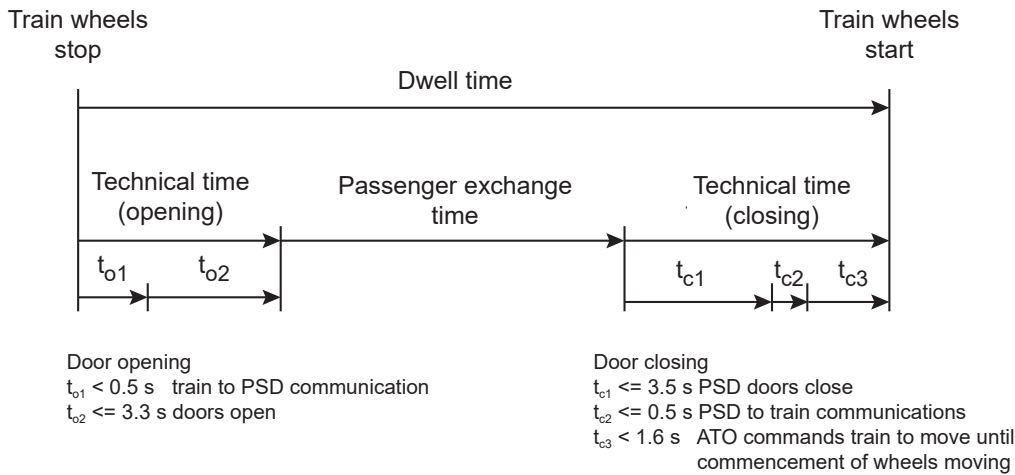 Train wheels
stop
Train wheels
start
Dwell time
Technical time
(opening)
Passenger exchange
time
Technical time
(closing)
to1
to2
tc1
tc2
tc3
Door opening
to1 < 0.5 s train to PSD communication
to2 <= 3.3 s doors open
Door closing
tc1 <= 3.5 s PSD doors close
tc2 <= 0.5 s PSD to train communications
tc3 < 1.6 s ATO commands train to move until
commencement of wheels moving